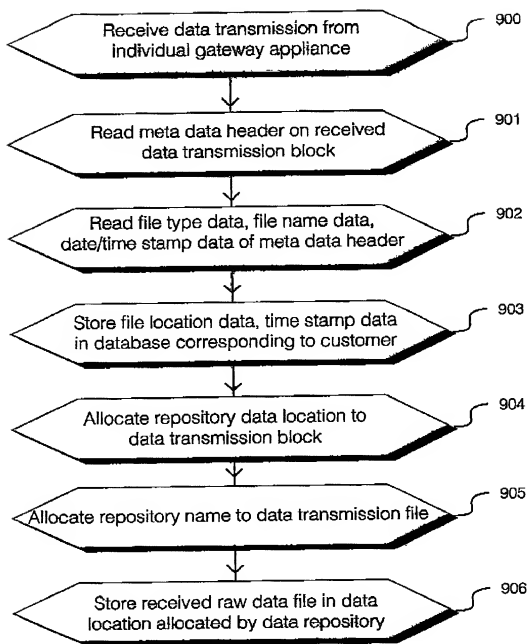 Receive data transmission from
individual gateway appliance
900
Read meta data header on received
data transmission block
901
Read file type data, file name data,
date/time stamp data of meta data header
902
Store file location data, time stamp data
in database corresponding to customer
903
Allocate repository data location to
data transmission block
904
Allocate repository name to data transmission file
905
Store received raw data file in data
location allocated by data repository
906